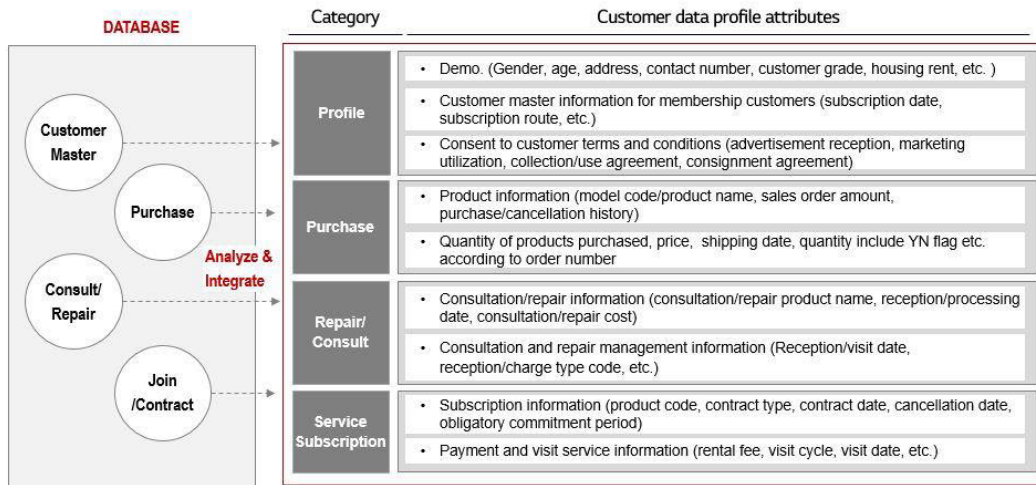 DATABASE
Category
Customer data profile attributes
Customer
Master
Purchase
Consult/
Repair
Join
/Contract
Analyze &
Integrate
Profile
• Demo. (Gender, age, address, contact number, customer grade, housing rent, etc. )
• Customer master information for membership customers (subscription date,
subscription route, etc.)
• Consent to customer terms and conditions (advertisement reception, marketing
utilization, collection/use agreement, consignment agreement)
Purchase
• Product information (model code/product name, sales order amount,
purchase/cancellation history)
• Quantity of products purchased, price, shipping date, quantity include YN flag etc.
according to order number
Repair/
Consult
• Consultation/repair information (consultation/repair product name, reception/processing
date, consultation/repair cost)
• Consultation and repair management information (Reception/visit date,
reception/charge type code, etc.)
Service
Subscription
• Subscription information (product code, contract type, contract date, cancellation date,
obligatory commitment period)
• Payment and visit service information (rental fee, visit cycle, visit date, etc.)